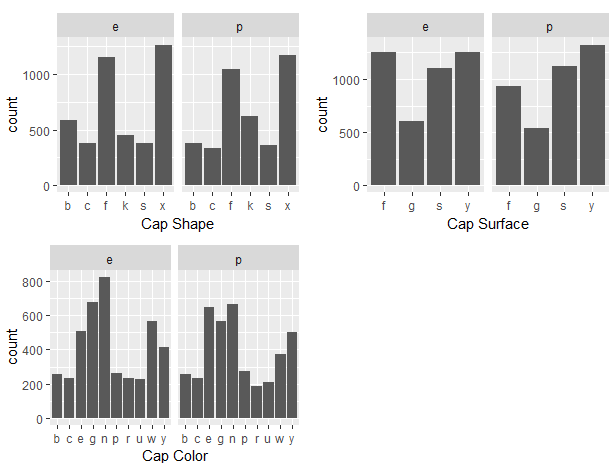 e p
count
1000
500
0
b c f k s x b c f k s x
Cap Shape
e p
count
1000
500
0
f g s y f g s y
Cap Surface
e p
count
800
600
400
200
0
b c e g n p r u w y b c e g n p r u w y
Cap Color